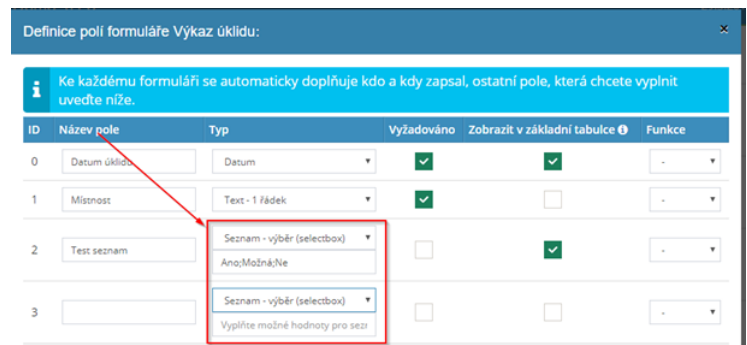 Definice polí formuláře Výkaz úklidu:
×
i
Ke každému formuláři se automaticky doplňuje kdo a kdy zapsal, ostatní pole, která chcete vyplnit
uveďte níže.
ID Název pole Typ Vyžadováno Zobrazit v základní tabulce i Funkce
0 Datum úklidu Datum -
1 Místnost Text - 1 řádek -
Seznam - výběr (selectbox)
2 Test seznam -
Ano;Možná;Ne
Seznam - výběr (selectbox)
3 -
Vyplňte možné hodnoty pro sezr